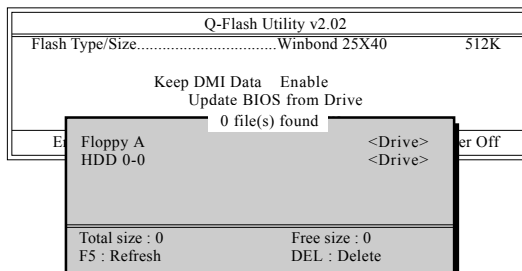 Q-Flash Utility v2.02
Flash Type/Size.................................Winbond 25X40 512K
Keep DMI Data Enable
Update BIOS from Drive
0 file(s) found
Floppy A <Drive>
HDD 0-0 <Drive>
Total size : 0 Free size : 0
F5 : Refresh DEL : Delete